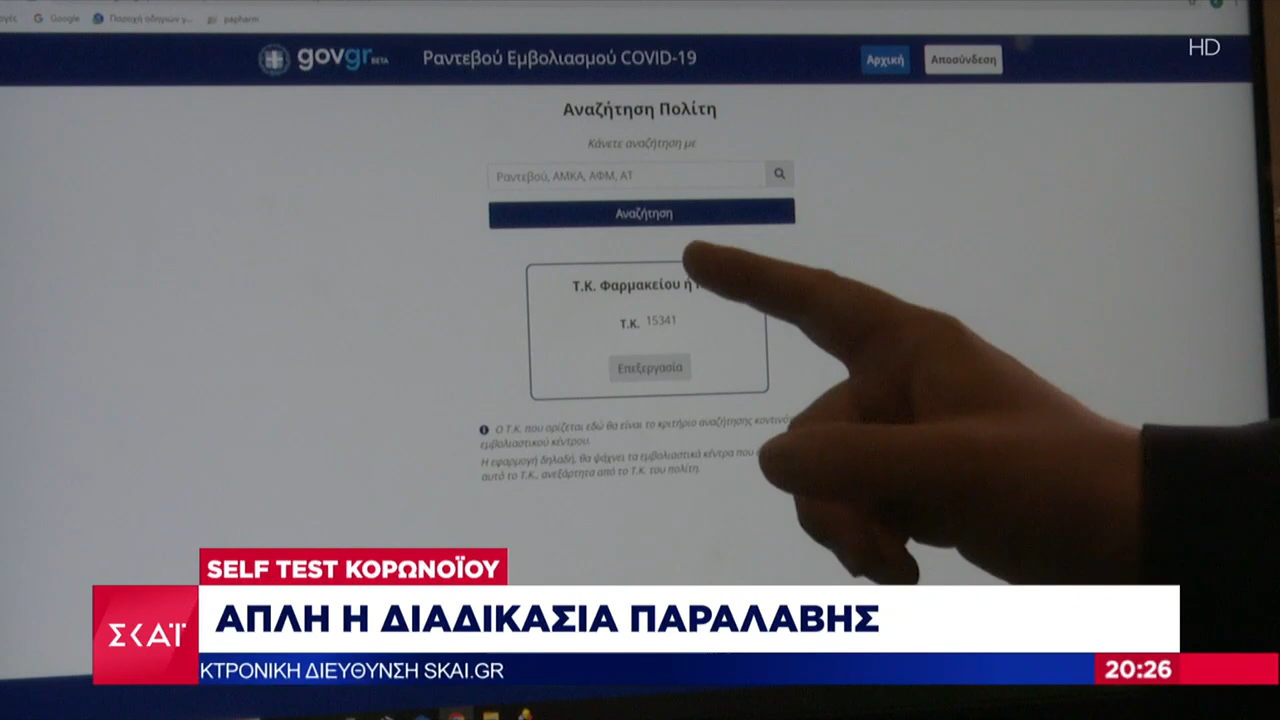 Google
Παροχή οδηγιών γ...
papharm
govgr BETA
Ραντεβού Εμβολιασμού COVID-19
Αρχική
Αποσύνδεση
HD
Αναζήτηση Πολίτη
Κάνετε αναζήτηση με
Ραντεβού, ΑΜΚΑ, ΑΦΜ, ΑΤ
Αναζήτηση
Τ.Κ. Φαρμακείου ή
Τ.Κ. 15341
Επεξεργασία
Ο Τ.Κ. που ορίζεται εδώ θα είναι το κριτήριο αναζήτησης κοντινό
εμβολιαστικού κέντρου.
Η εφαρμογή δηλαδή, θα ψάχνει τα εμβολιαστικά κέντρα που
αυτό το Τ.Κ., ανεξάρτητα από το Τ.Κ. του πολίτη.
SELF TEST ΚΟΡΩΝΟΪΟΥ
ΑΠΛΗ Η ΔΙΑΔΙΚΑΣΙΑ ΠΑΡΑΛΑΒΗΣ
ΣΚΑΪ
ΚΤΡΟΝΙΚΗ ΔΙΕΥΘΥΝΣΗ SKAI.GR
20:26